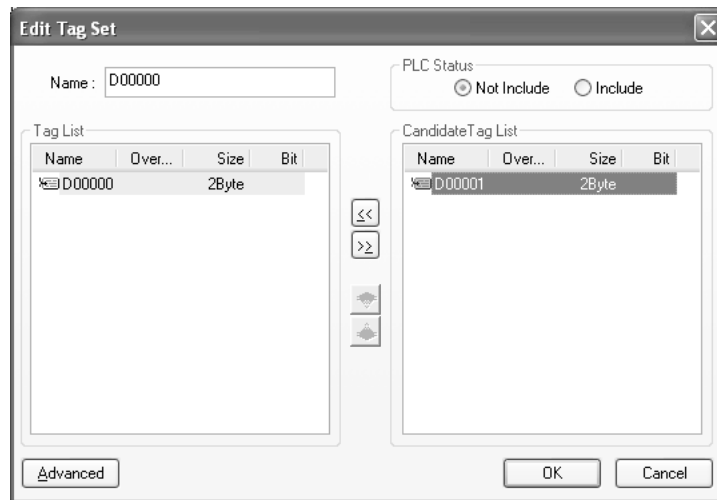 Edit Tag Set
Name : D00000
PLC Status
Not Include Include
Tag List
Name Over... Size Bit
D00000 2Byte
<<
>>
CandidateTag List
Name Over... Size Bit
D00001 2Byte
Advanced
OK Cancel